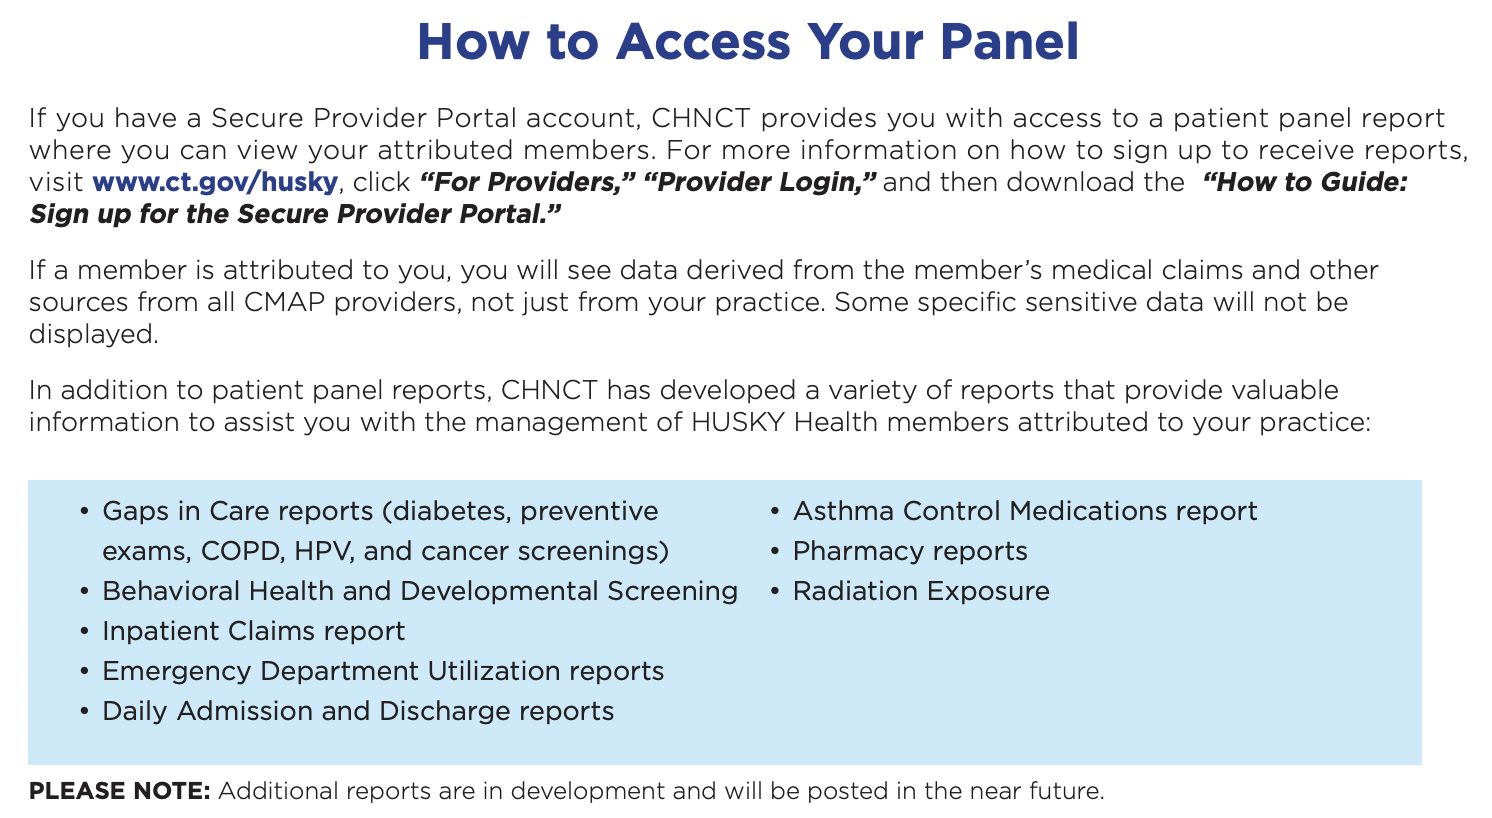 How to Access Your Panel
If you have a Secure Provider Portal account, CHNCT provides you with access to a patient panel report
where you can view your attributed members. For more information on how to sign up to receive reports,
visit www.ct.gov/husky, click “For Providers,” “Provider Login,” and then download the “How to Guide:
Sign up for the Secure Provider Portal.”
If a member is attributed to you, you will see data derived from the member’s medical claims and other
sources from all CMAP providers, not just from your practice. Some specific sensitive data will not be
displayed.
In addition to patient panel reports, CHNCT has developed a variety of reports that provide valuable
information to assist you with the management of HUSKY Health members attributed to your practice:
• Gaps in Care reports (diabetes, preventive
exams, COPD, HPV, and cancer screenings)
• Behavioral Health and Developmental Screening
• Inpatient Claims report
• Emergency Department Utilization reports
• Daily Admission and Discharge reports
• Asthma Control Medications report
• Pharmacy reports
• Radiation Exposure
PLEASE NOTE: Additional reports are in development and will be posted in the near future.